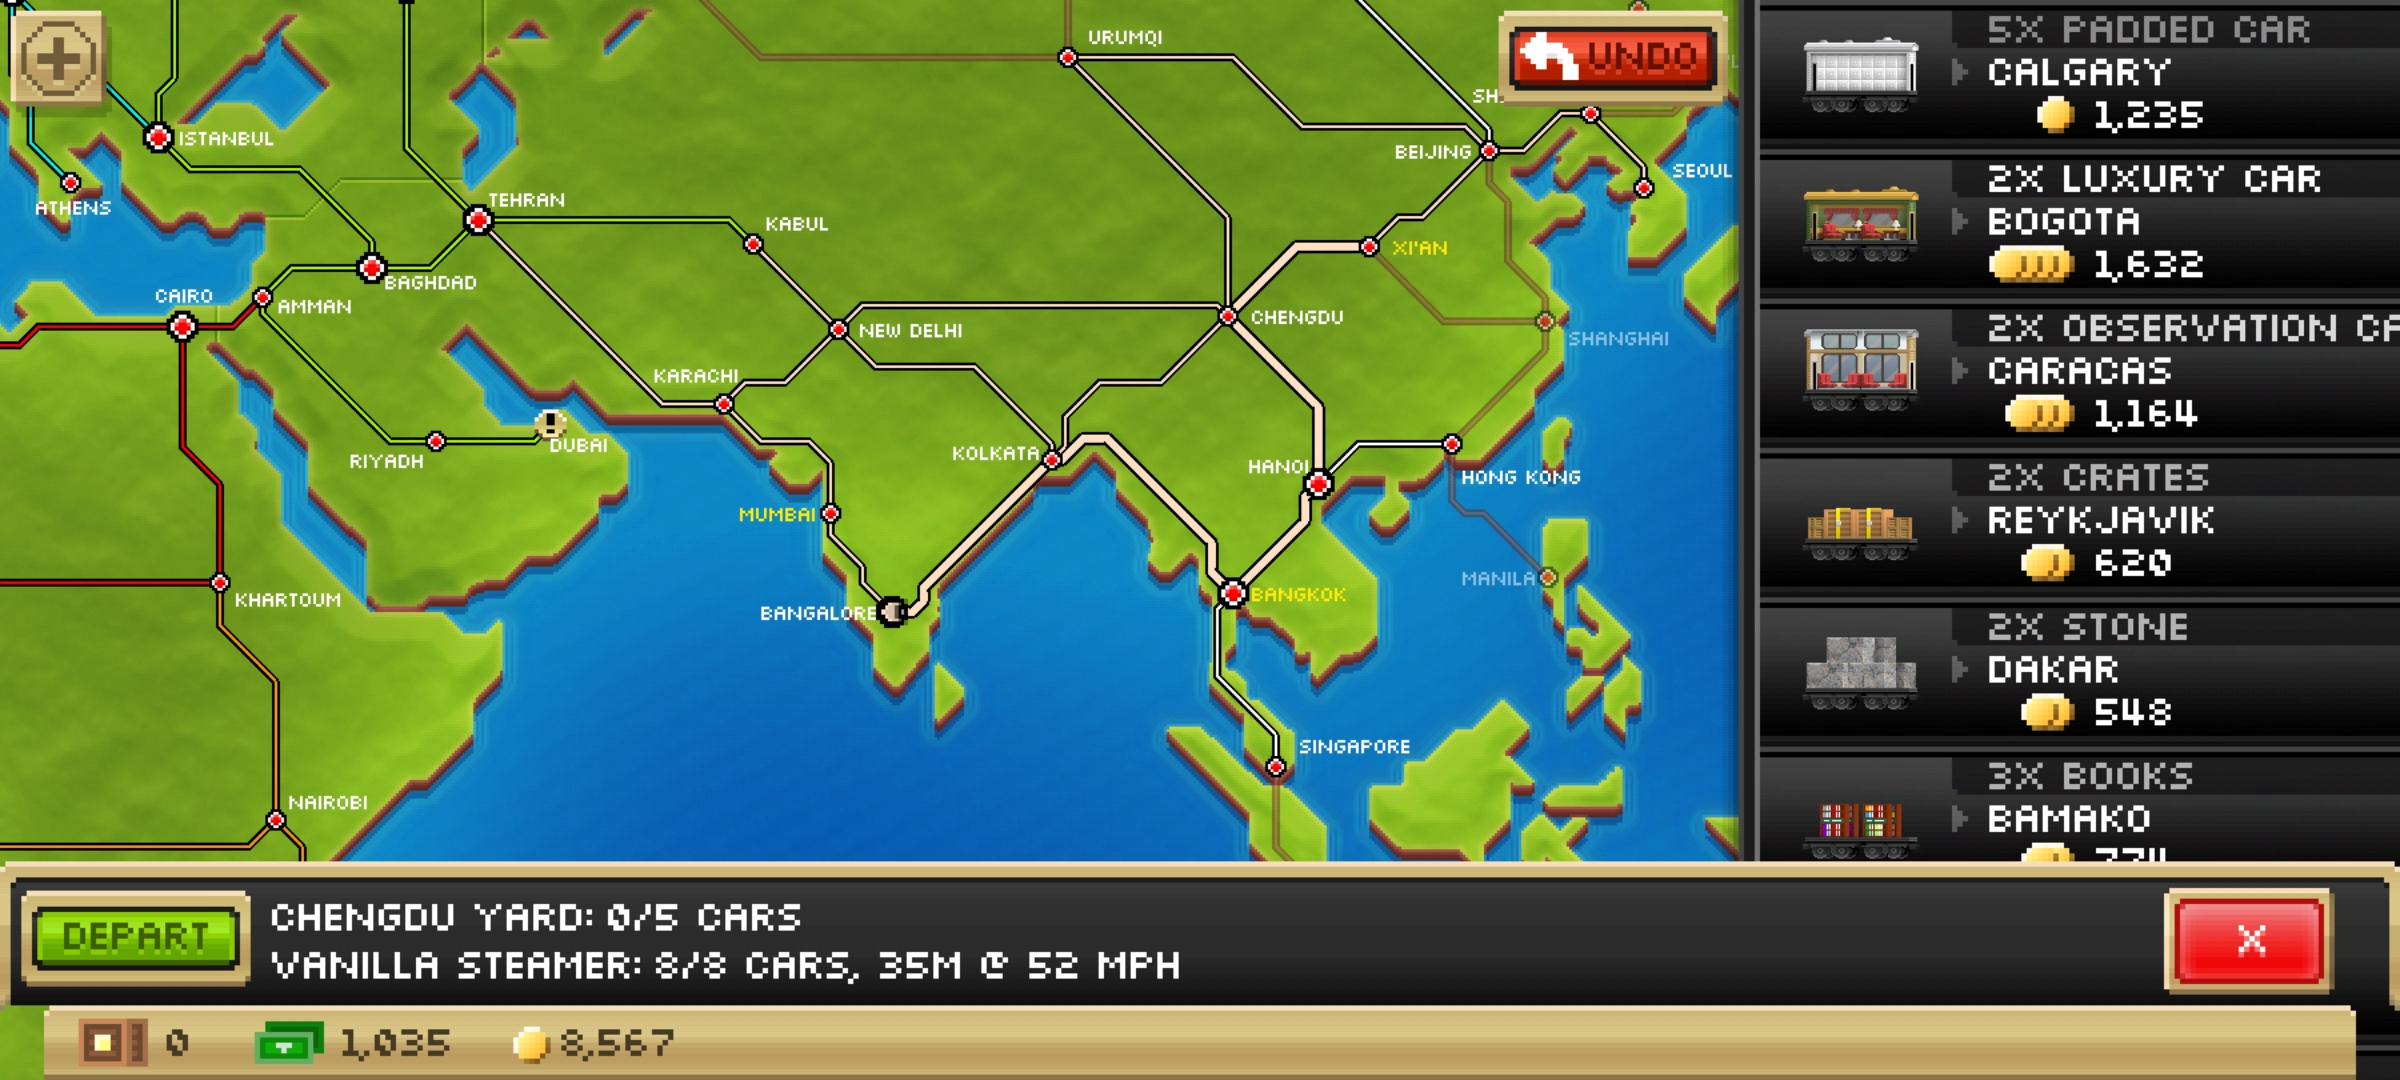 URUMQI
UNDO
SH
ISTANBUL
BEIJING
SEOUL
TEHRAN
ATHENS
KABUL
XI'AN
BAGHDAD
CAIRO
AMMAN
NEW DELHI
CHENGDU
SHANGHAI
KARACHI
DUBAI
RIYADH
KOLKATA
HANOI
HONG KONG
MUMBAI
MANILA
KHARTOUM
BANGKOK
BANGALORE
SINGAPORE
NAIROBI
5X PADDED CAR
CALGARY
1,235
2X LUXURY CAR
BOGOTA
1,632
2X OBSERVATION CA
CARACAS
1,164
2X CRATES
REYKJAVIK
620
2X STONE
DAKAR
548
3X BOOKS
BAMAKO
DEPART
CHENGDU YARD: 0/5 CARS
VANILLA STEAMER: 8/8 CARS, 35M @ 52 MPH
X
0
1,035
8,567